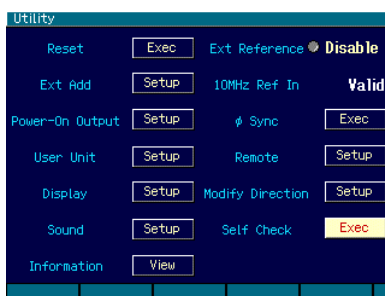 Utility
Reset Exec Ext Reference Disable
Ext Add Setup 10MHz Ref In Valid
Power-On Output Setup ϕ Sync Exec
User Unit Setup Remote Setup
Display Setup Modify Direction Setup
Sound Setup Self Check Exec
Information View